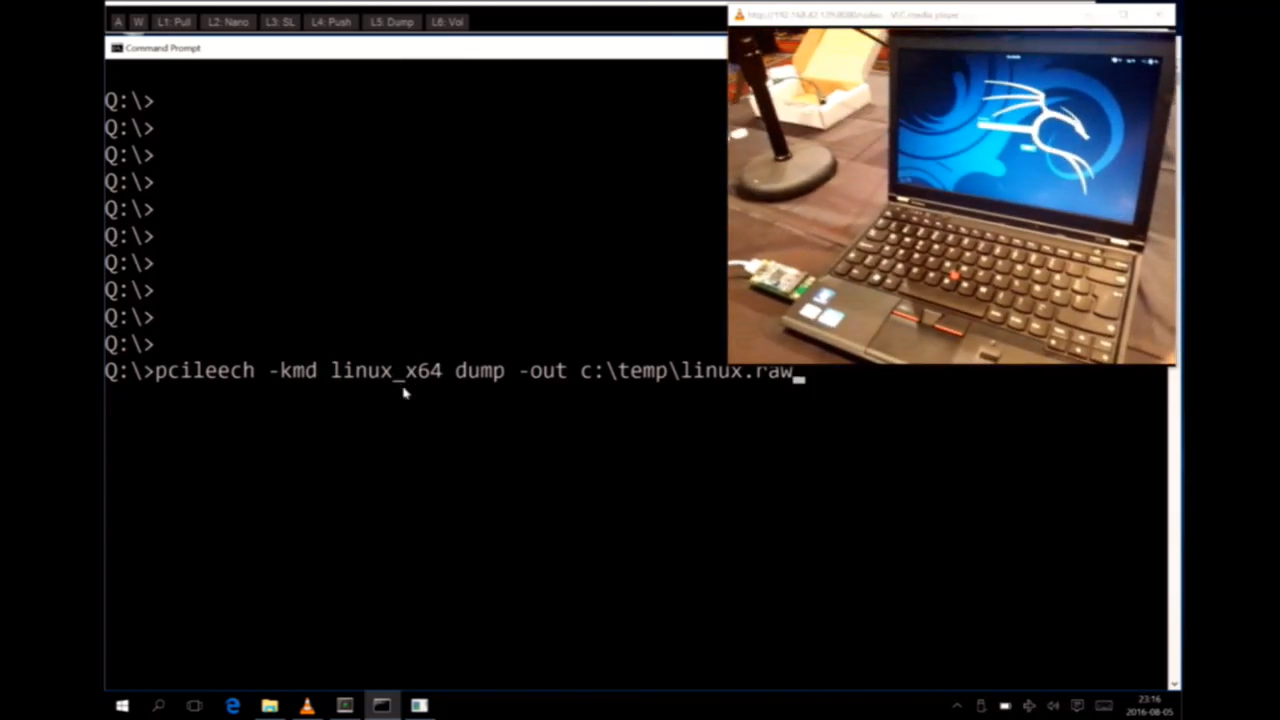 A W L1: Pull L2: Nano L3: SL L4: Push L5: Dump L6: Vol
Command Prompt
Q:\>
Q:\>
Q:\>
Q:\>
Q:\>
Q:\>
Q:\>
Q:\>
Q:\>
Q:\>
Q:\>pcileech -kmd linux_x64 dump -out c:\temp\linux.raw
23:16
2016-08-05